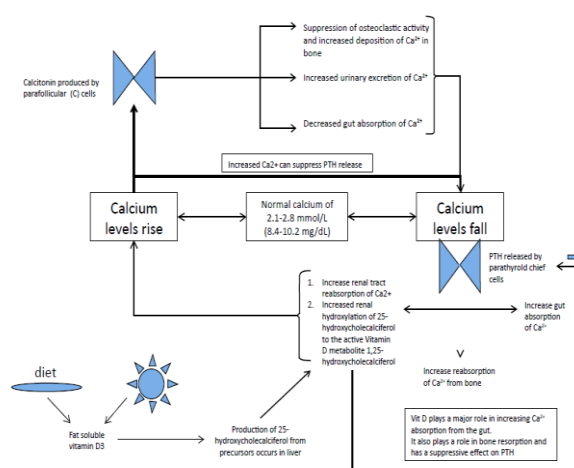 Suppression of osteoclastic activity
and increased deposition of Ca²⁺ in
bone
Calcitonin produced by
parafollicular (C) cells
Increased urinary excretion of Ca²⁺
Decreased gut absorption of Ca²⁺
Increased Ca2+ can suppress PTH release
Calcium
levels rise
Normal calcium of
2.1-2.8 mmol/L
(8.4-10.2 mg/dL)
Calcium
levels fall
PTH released by
parathyroid chief
cells
1. Increase renal tract
reabsorption of Ca2+
2. Increased renal
hydroxylation of 25-
hydroxycholecalciferol
to the active Vitamin
D metabolite 1,25-
hydroxycholecalciferol
Increase gut
absorption
of Ca²⁺
Increase reabsorption
of Ca²⁺ from bone
diet
Fat soluble
vitamin D3
Production of 25-
hydroxycholecalciferol from
precursors occurs in liver
Vit D plays a major role in increasing Ca²⁺
absorption from the gut.
It also plays a role in bone resorption and
has a suppressive effect on PTH